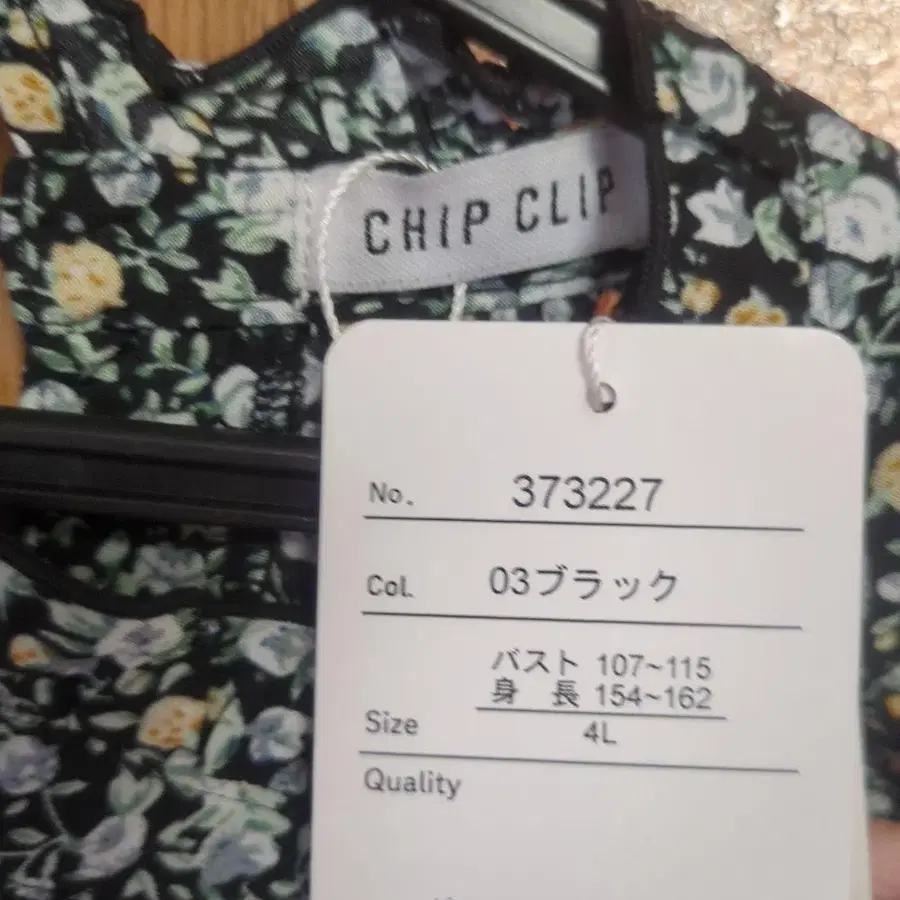 CHIP CLIP
No. 373227
Col. 03ブラック
バスト 107~115
身 長 154~162
Size 4L
Quality